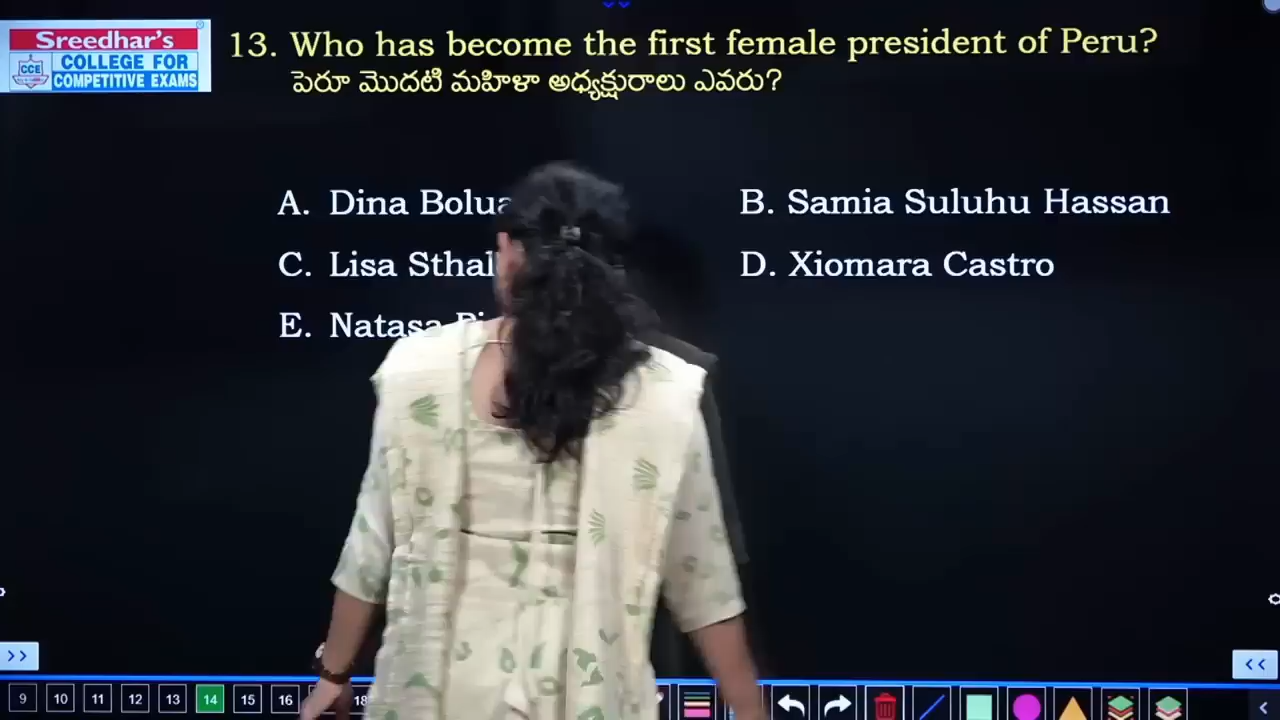 Sreedhar's
CCE
COLLEGE FOR
COMPETITIVE EXAMS
13. Who has become the first female president of Peru?
పెరూ మొదటి మహిళా అధ్యక్షురాలు ఎవరు?
A. Dina
B. Samia Suluhu Hassan
C. Lisa
D. Xiomara Castro
E. Natasa
>>
<<
9 10 11 12 13 14 15 16 18
<